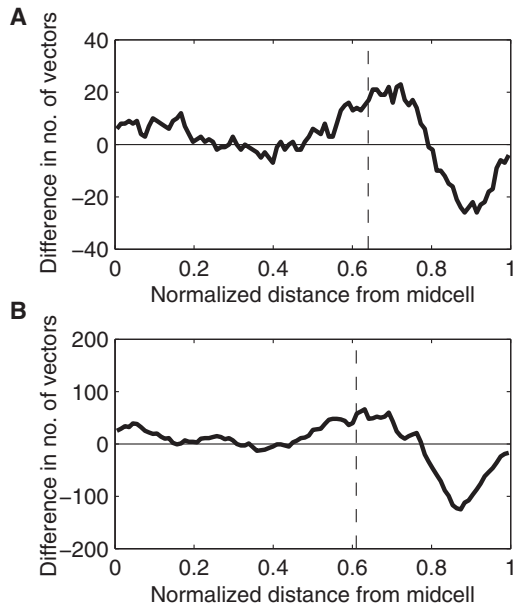 A
Difference in no. of vectors
40
20
0
−20
−40
0 0.2 0.4 0.6 0.8 1
Normalized distance from midcell
B
Difference in no. of vectors
200
100
0
−100
−200
0 0.2 0.4 0.6 0.8 1
Normalized distance from midcell